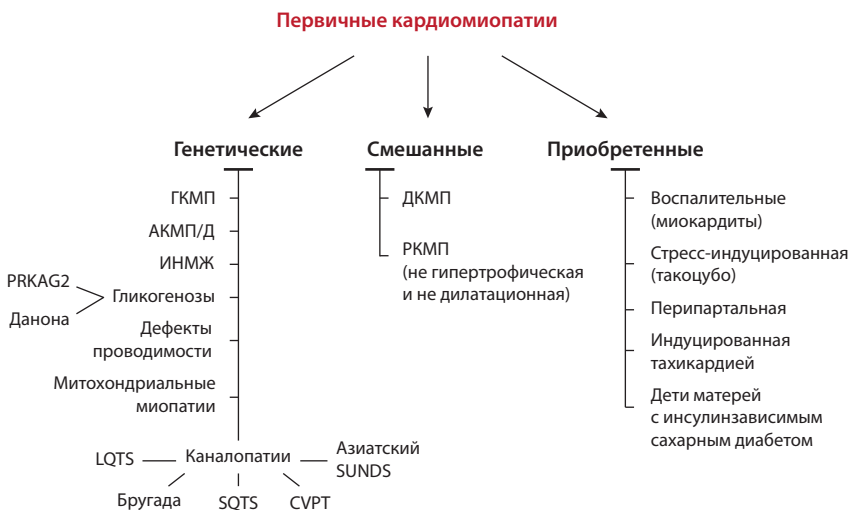 Первичные кардиомиопатии
Генетические
ГКМП
АКМП/Д
ИНМЖ
PRKAG2
Данона
Гликогенозы
Дефекты
проводимости
Митохондриальные
миопатии
Каналопатии
LQTS
Бругада
SQTS
CVPT
Азиатский
SUNDS
Смешанные
ДКМП
РКМП
(не гипертрофическая
и не дилатационная)
Приобретенные
Воспалительные
(миокардиты)
Стресс-индуцированная
(такоцубо)
Перипартальная
Индуцированная
тахикардией
Дети матерей
с инсулинзависимым
сахарным диабетом